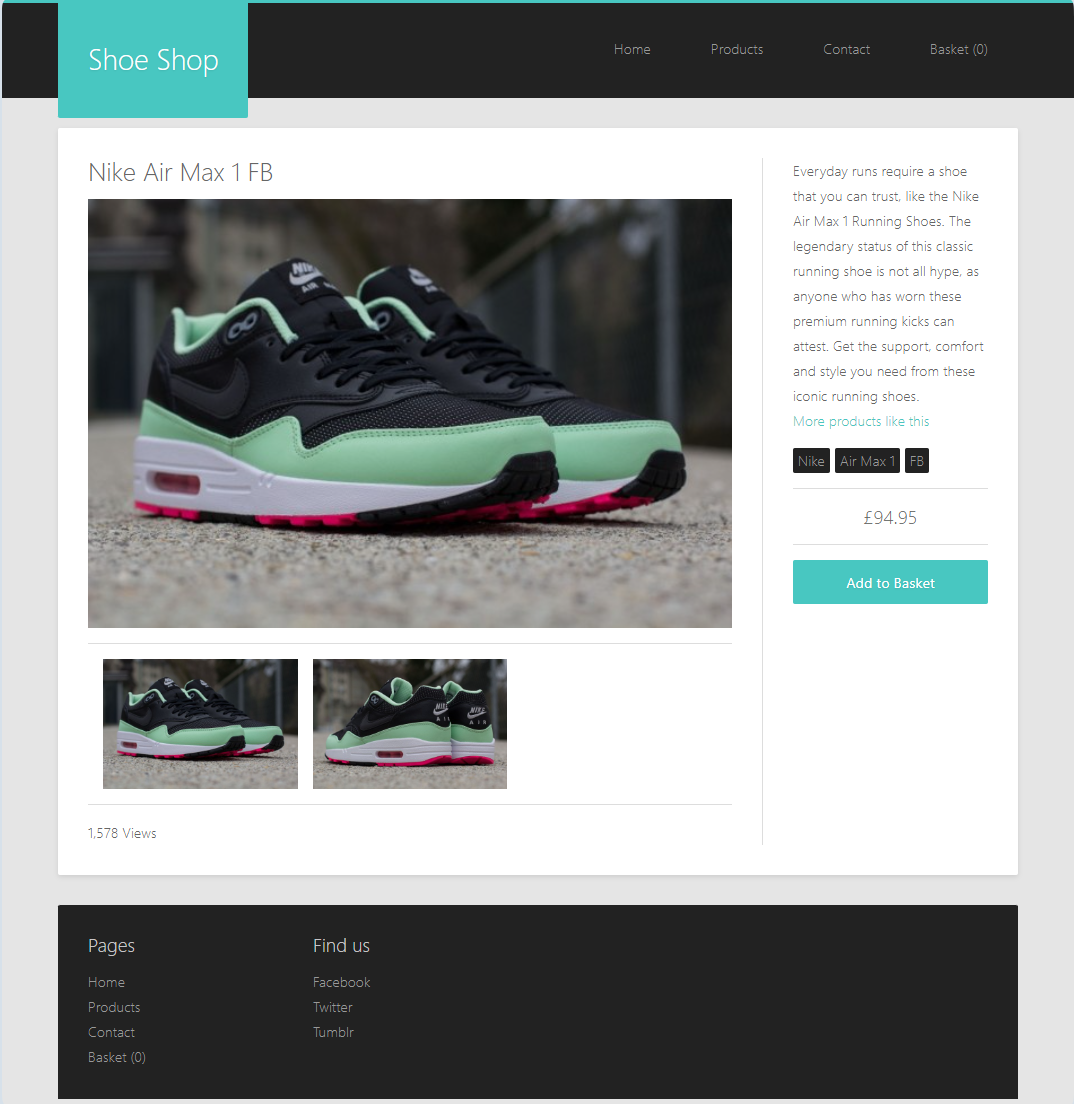 Shoe Shop
Home
Products
Contact
Basket (0)
Nike Air Max 1 FB
NIKE
AIR
Everyday runs require a shoe
that you can trust, like the Nike
Air Max 1 Running Shoes. The
legendary status of this classic
running shoe is not all hype, as
anyone who has worn these
premium running kicks can
attest. Get the support, comfort
and style you need from these
iconic running shoes.
More products like this
Nike
Air Max 1
FB
£94.95
Add to Basket
NIKE
AIR
NIKE
AIR
1,578 Views
Pages
Home
Products
Contact
Basket (0)
Find us
Facebook
Twitter
Tumblr